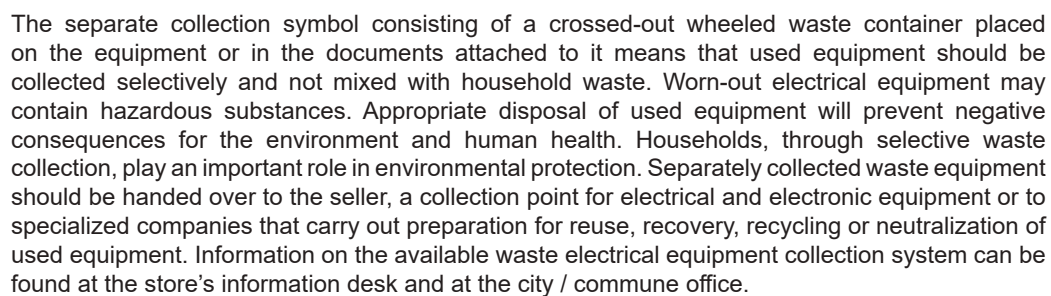 The separate collection symbol consisting of a crossed-out wheeled waste container placed
on the equipment or in the documents attached to it means that used equipment should be
collected selectively and not mixed with household waste. Worn-out electrical equipment may
contain hazardous substances. Appropriate disposal of used equipment will prevent negative
consequences for the environment and human health. Households, through selective waste
collection, play an important role in environmental protection. Separately collected waste equipment
should be handed over to the seller, a collection point for electrical and electronic equipment or to
specialized companies that carry out preparation for reuse, recovery, recycling or neutralization of
used equipment. Information on the available waste electrical equipment collection system can be
found at the store’s information desk and at the city / commune office.